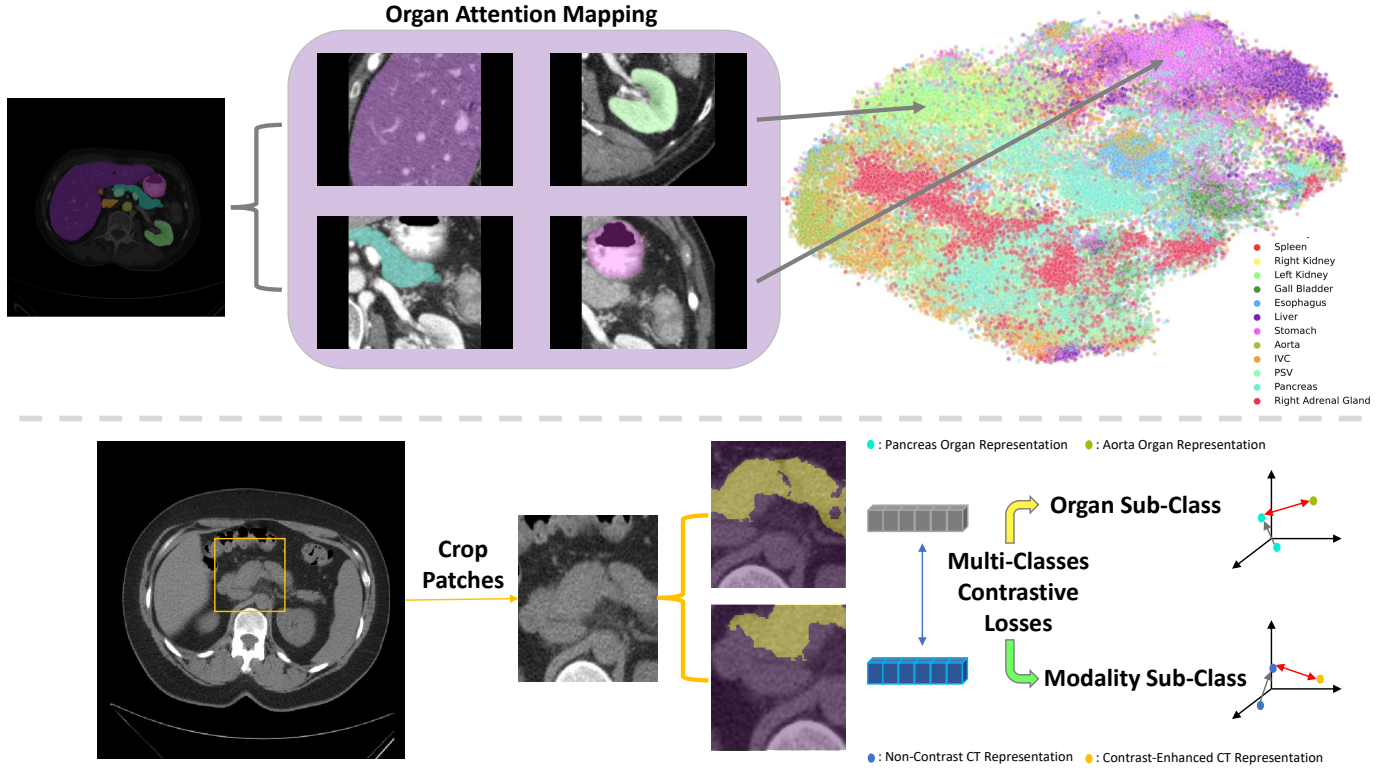 Organ Attention Mapping
Spleen
Right Kidney
Left Kidney
Gall Bladder
Esophagus
Liver
Stomach
Aorta
IVC
PSV
Pancreas
Right Adrenal Gland
: Pancreas Organ Representation
: Aorta Organ Representation
Crop
Patches
Organ Sub-Class
Multi-Classes
Contrastive
Losses
Modality Sub-Class
: Non-Contrast CT Representation
: Contrast-Enhanced CT Representation